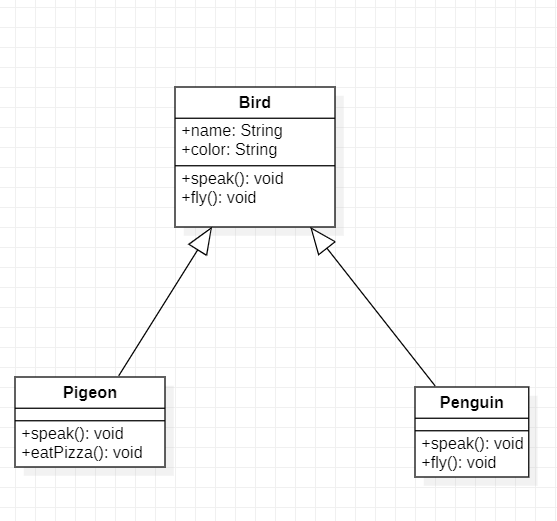 Bird
+name: String
+color: String
+speak(): void
+fly(): void
Pigeon
+speak(): void
+eatPizza(): void
Penguin
+speak(): void
+fly(): void